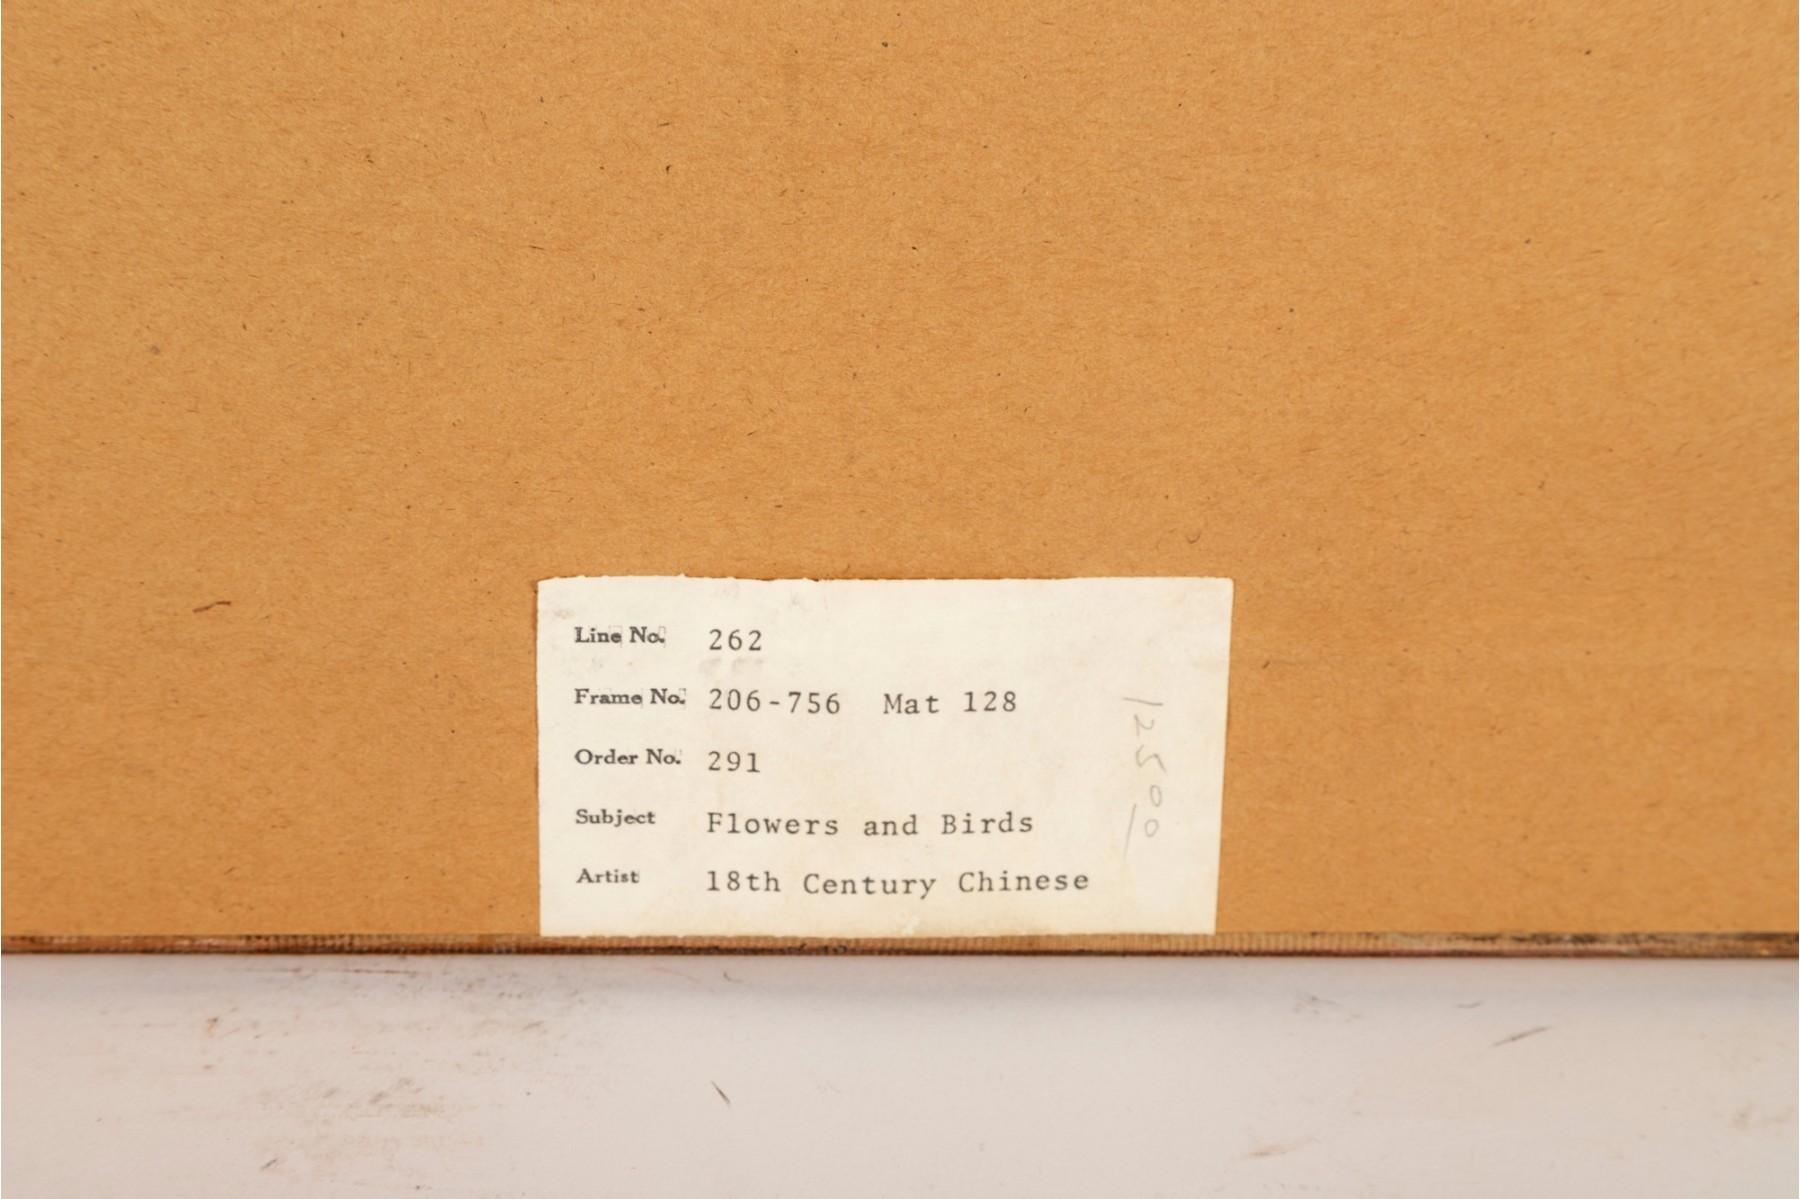 Line No. 262
Frame No. 206-756 Mat 128
Order No. 291
Subject Flowers and Birds
Artist 18th Century Chinese
12500